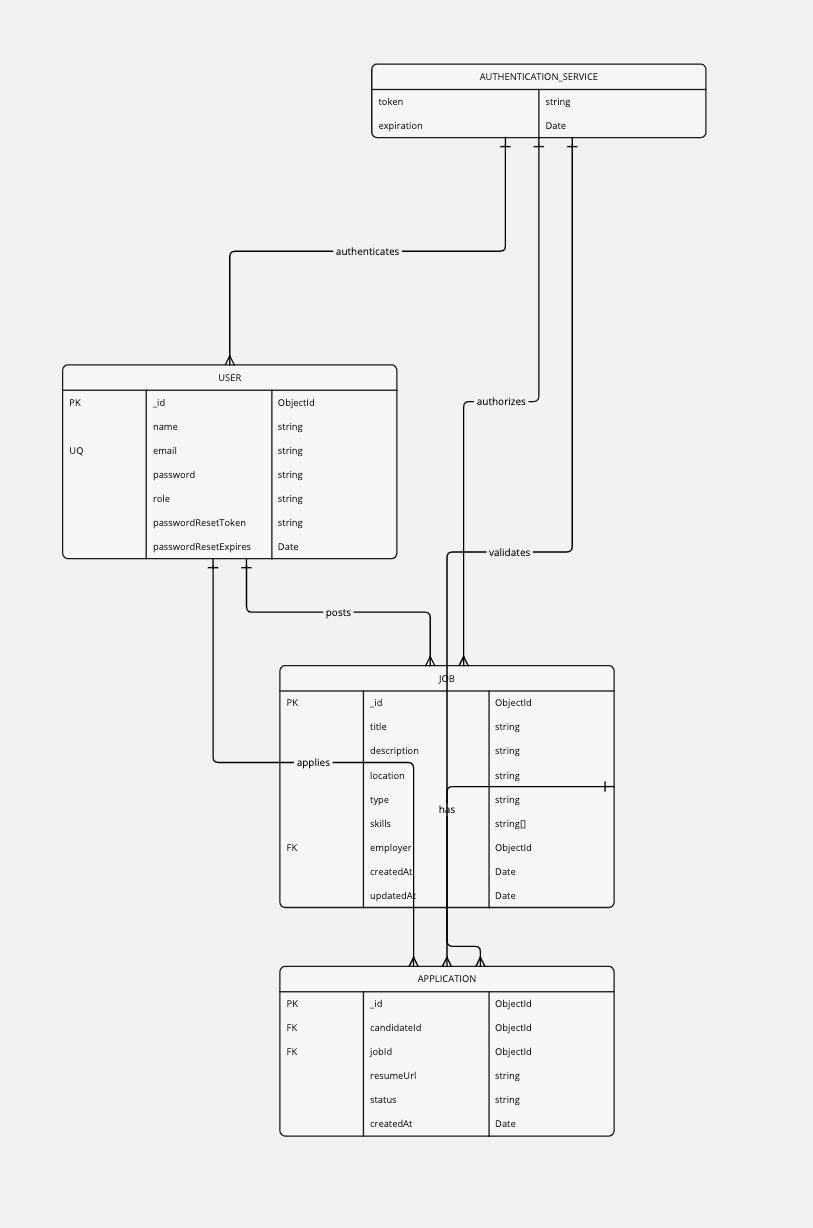 AUTHENTICATION_SERVICE
token string
expiration Date
authenticates
USER
PK _id ObjectId
name string
UQ email string
password string
role string
passwordResetToken string
passwordResetExpires Date
authorizes
validates
posts
JOB
PK _id ObjectId
title string
description string
applies
location string
type string
has
skills string[]
FK employer ObjectId
createdAt Date
updatedAt Date
APPLICATION
PK _id ObjectId
FK candidateId ObjectId
FK jobId ObjectId
resumeUrl string
status string
createdAt Date